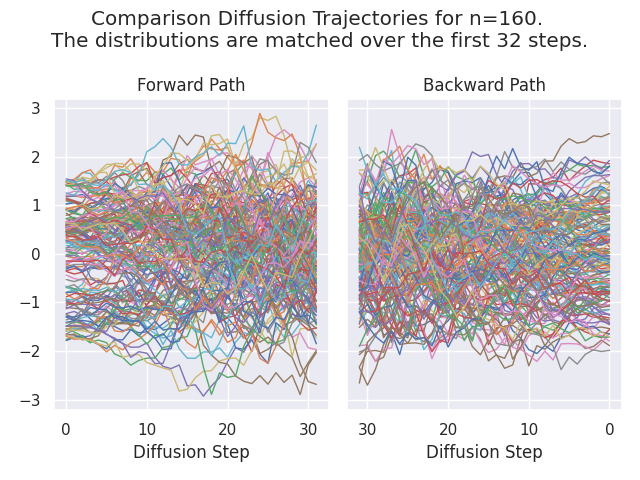 Comparison Diffusion Trajectories for n=160.
The distributions are matched over the first 32 steps.
Forward Path
Backward Path
3
2
1
0
−1
−2
−3
0
10
20
30
30
20
10
0
Diffusion Step
Diffusion Step